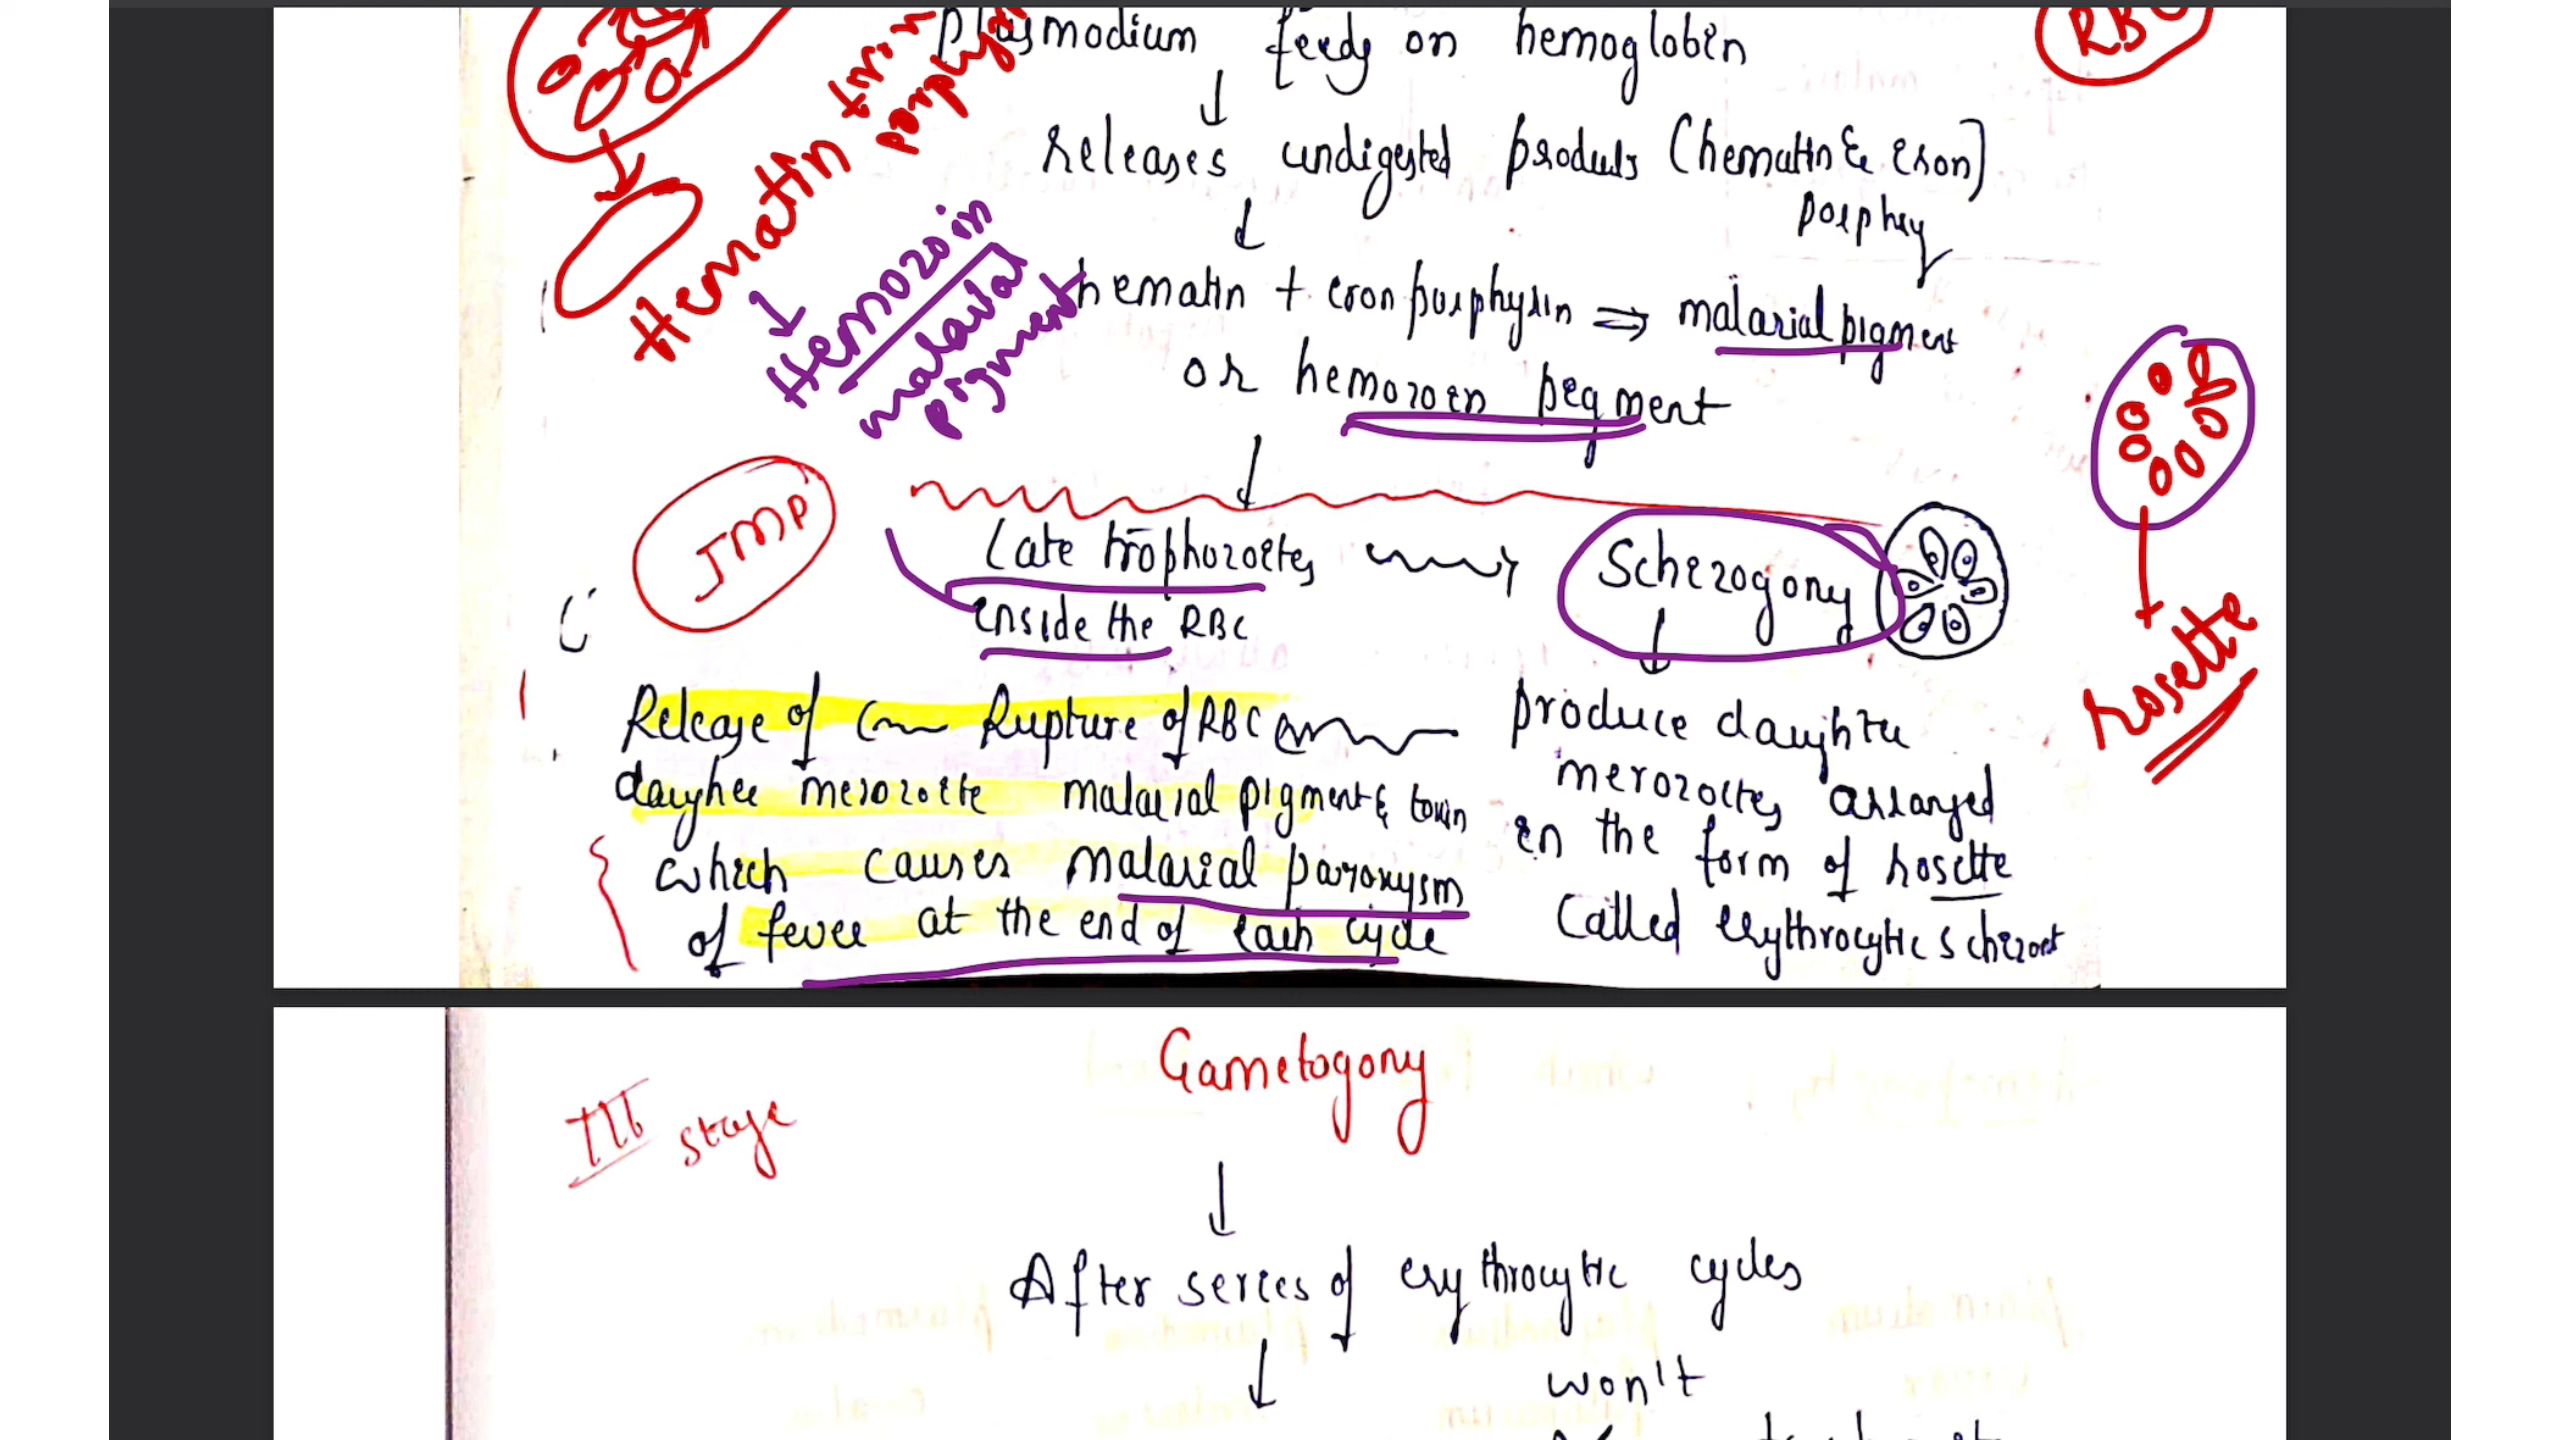 plasmodium feeds on hemoglobin
RBC
Releases undigested products (hematin & iron)
porphy
Hematin iron
porphy
Hemozoin
malarial
pigment
hematin + iron porphyrin ⇒ malarial pigment
or hemozoin pigment
IMP
Late trophozoites
inside the RBC
Schizogony
rosette
Release of Rupture of RBC produce daughter
daughter merozoite malarial pigment & toxin merozoites arranged
which causes malarial paroxysm in the form of rosette
of fever at the end of each cycle called erythrocytic schizont
III stage
Gametogony
After series of erythrocytic cycles
won't